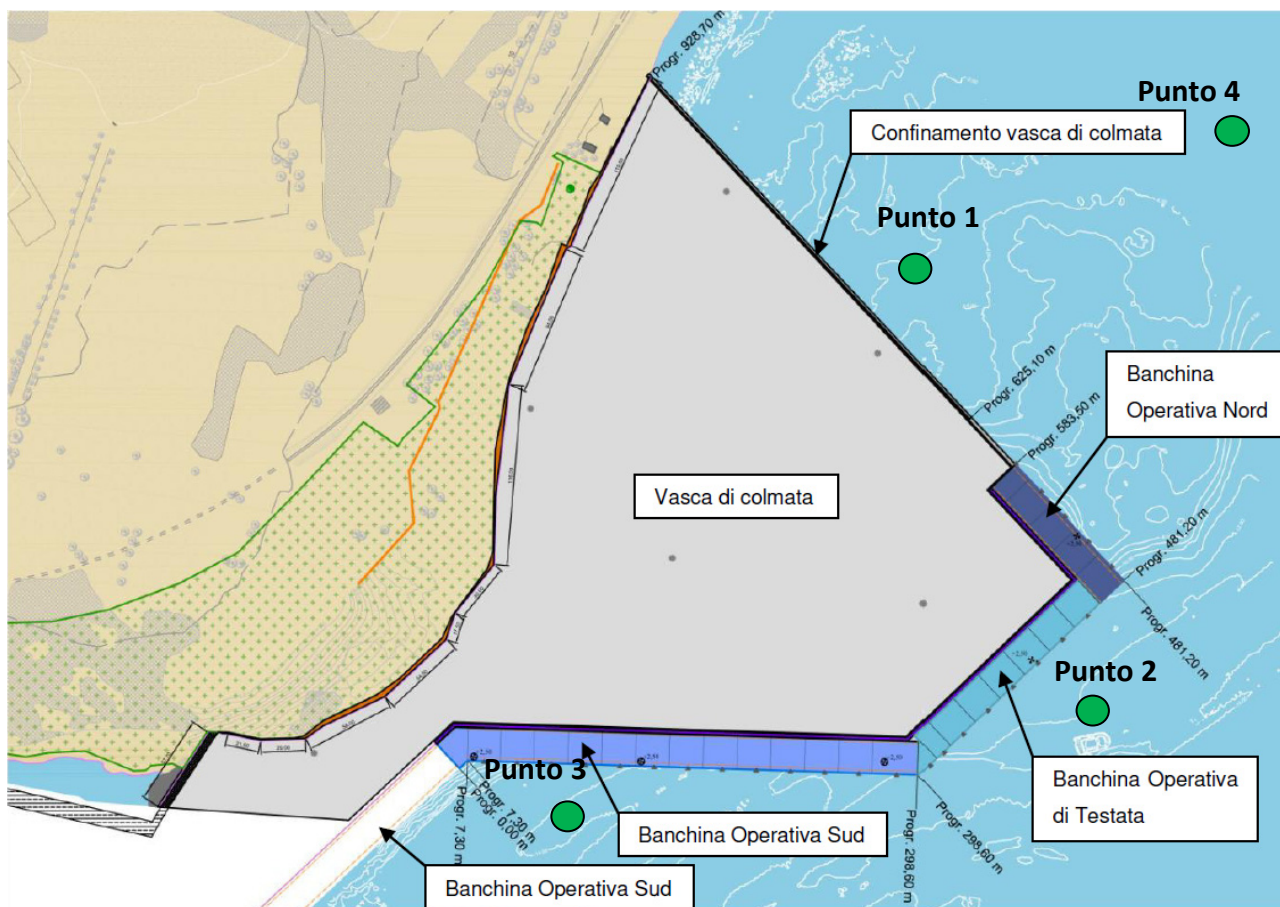 Progr. 928,70 m
Punto 4
Confinamento vasca di colmata
Punto 1
Progr. 625,10 m
Progr. 583,50 m
Banchina
Operativa Nord
Vasca di colmata
Progr. 481,20 m
Progr. 481,20 m
Punto 2
Punto 3
Banchina Operativa
di Testata
Progr. 7,30 m
Progr. 0,00 m
Progr. 7,30 m
Banchina Operativa Sud
Progr. 298,60 m
Progr. 298,60 m
Banchina Operativa Sud